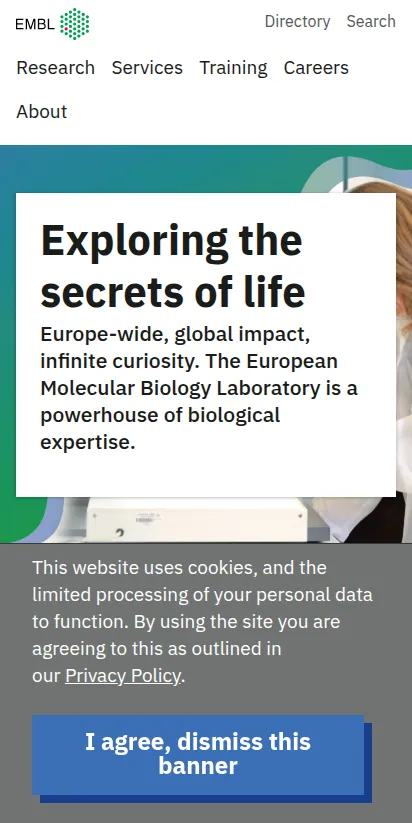 EMBL
Directory Search
Research Services Training Careers
About
Exploring the
secrets of life
Europe-wide, global impact,
infinite curiosity. The European
Molecular Biology Laboratory is a
powerhouse of biological
expertise.
This website uses cookies, and the
limited processing of your personal data
to function. By using the site you are
agreeing to this as outlined in
our Privacy Policy.
I agree, dismiss this
banner